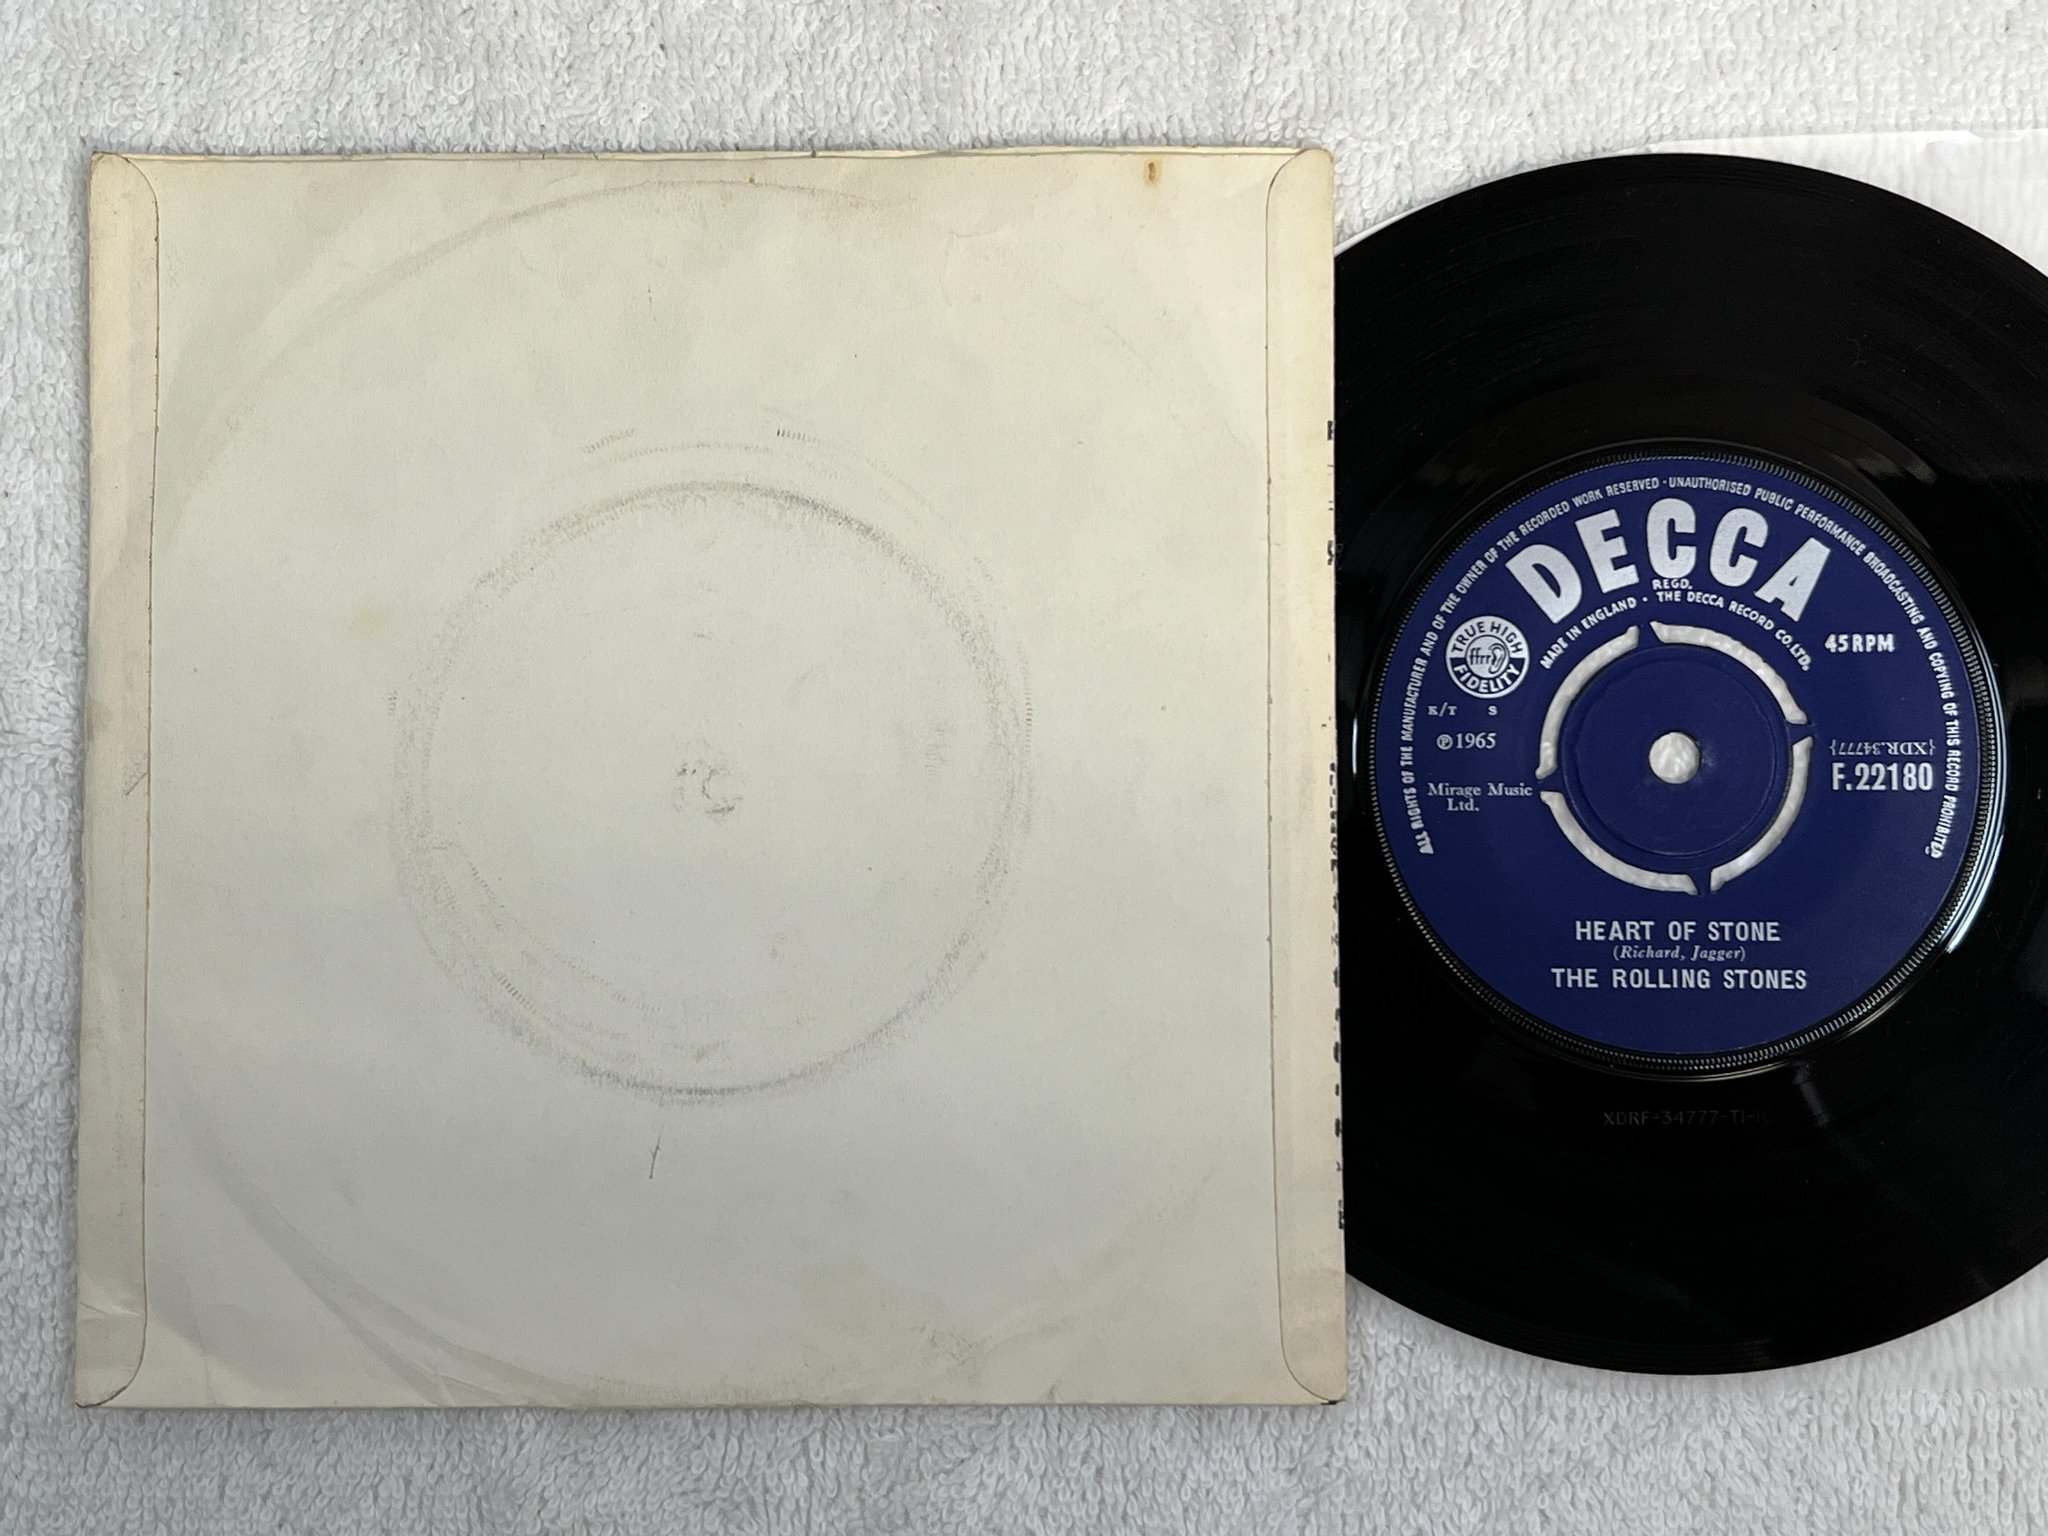 ALL RIGHTS OF THE MANUFACTURER AND OF THE OWNER OF THE RECORDED WORK RESERVED · UNAUTHORISED PUBLIC PERFORMANCE BROADCASTING AND COPYING OF THIS RECORD PROHIBITED
DECCA
REGD.
MADE IN ENGLAND · THE DECCA RECORD CO. LTD.
TRUE HIGH
ffrr
FIDELITY
45 RPM
K/T S
℗ 1965
{XDR.34777}
F.22180
Mirage Music
Ltd.
HEART OF STONE
(Richard, Jagger)
THE ROLLING STONES
XDRF-34777-T1-1C